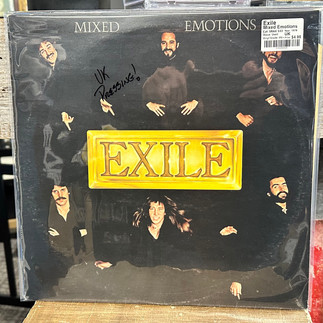 MIXED EMOTIONS
Exile
Mixed Emotions
UK
PRESSING!
EXILE